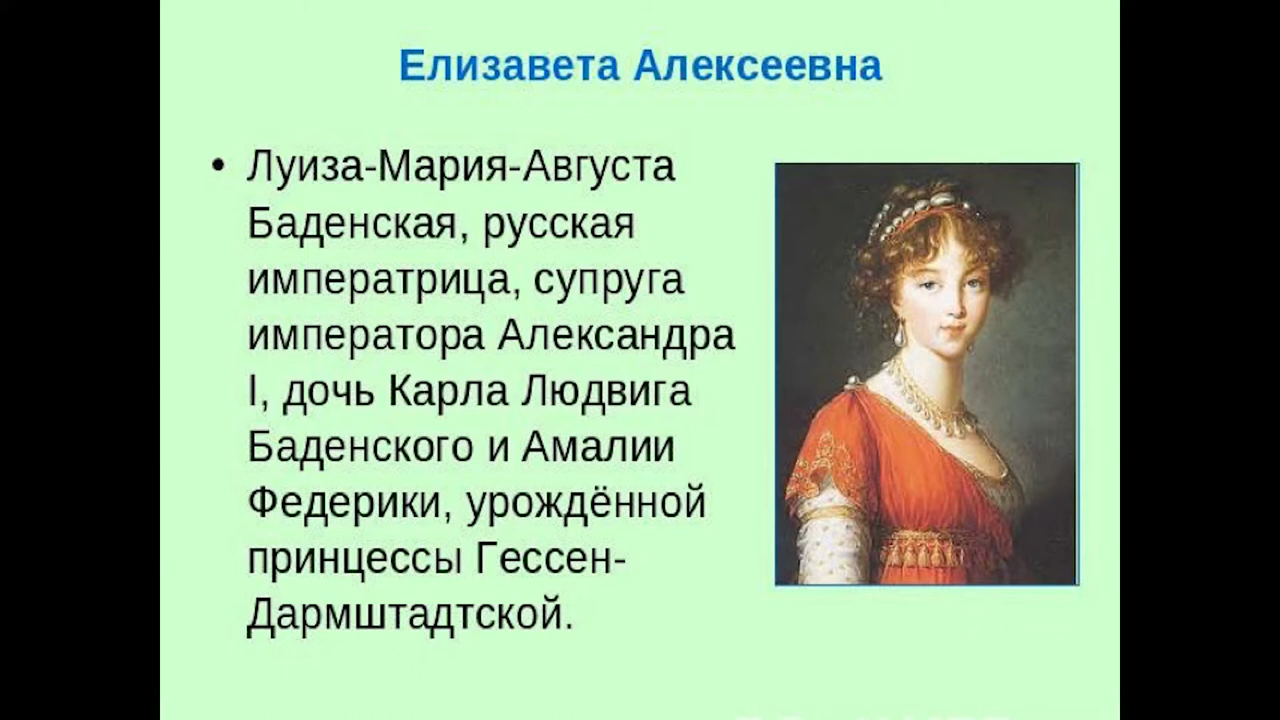 Елизавета Алексеевна
• Луиза-Мария-Августа
Баденская, русская
императрица, супруга
императора Александра
I, дочь Карла Людвига
Баденского и Амалии
Федерики, урождённой
принцессы Гессен-
Дармштадтской.